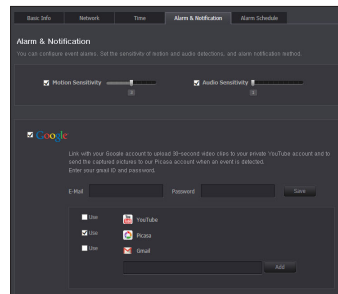 Basic Info Network Time Alarm & Notification Alarm Schedule
Alarm & Notification
You can configure event alarms. Set the sensitivity of motion and audio detections, and alarm notification method.
Motion Sensitivity Audio Sensitivity
Google
Link with your Google account to upload 30-second video clips to your private YouTube account and to
send the captured pictures to our Picasa account when an event is detected.
Enter your gmail ID and password.
E-Mail Password Save
Use YouTube
Use Picasa
Use Gmail
Add